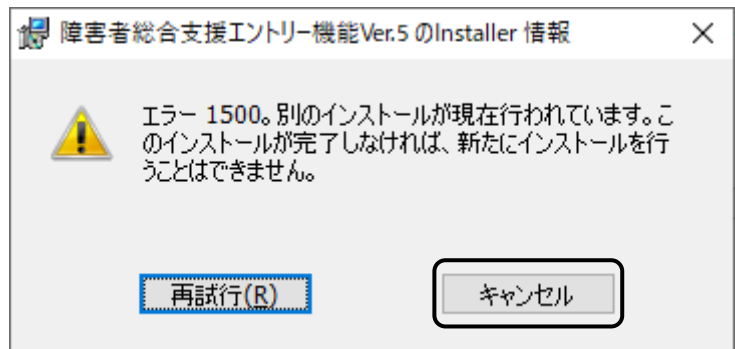 障害者総合支援エントリー機能Ver.5 のInstaller 情報
エラー 1500。別のインストールが現在行われています。こ
のインストールが完了しなければ、新たにインストールを行
うことはできません。
再試行(R)
キャンセル